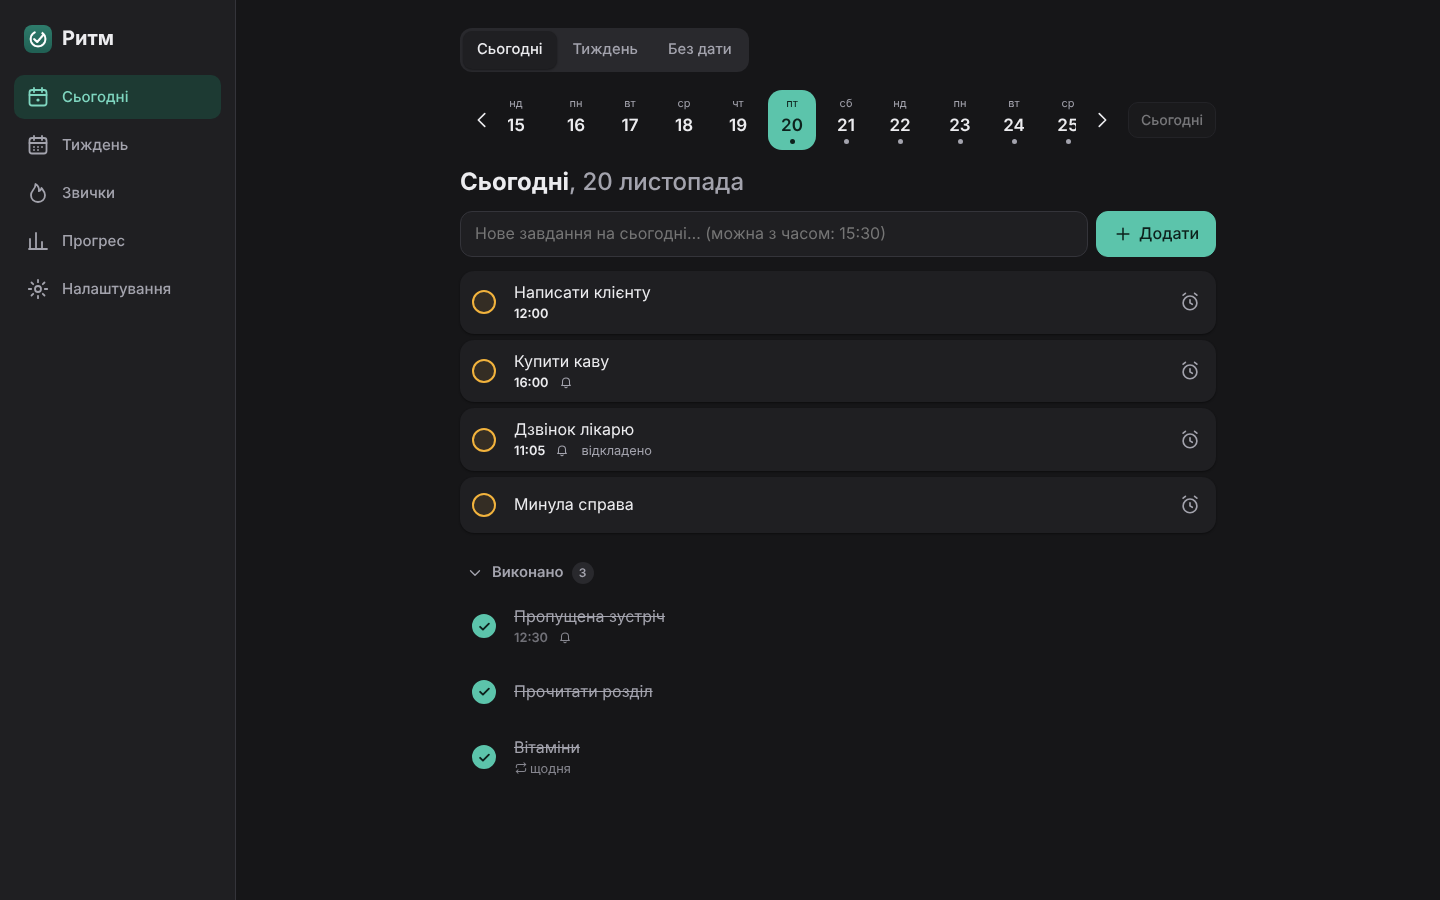 Ритм
Сьогодні
Тиждень
Звички
Прогрес
Налаштування
Сьогодні Тиждень Без дати
нд пн вт ср чт пт сб нд пн вт ср
15 16 17 18 19 20 21 22 23 24 25
Сьогодні
Сьогодні, 20 листопада
Нове завдання на сьогодні... (можна з часом: 15:30)
Додати
Написати клієнту
12:00
Купити каву
16:00
Дзвінок лікарю
11:05 відкладено
Минула справа
Виконано 3
Пропущена зустріч
12:30
Прочитати розділ
Вітаміни
щодня